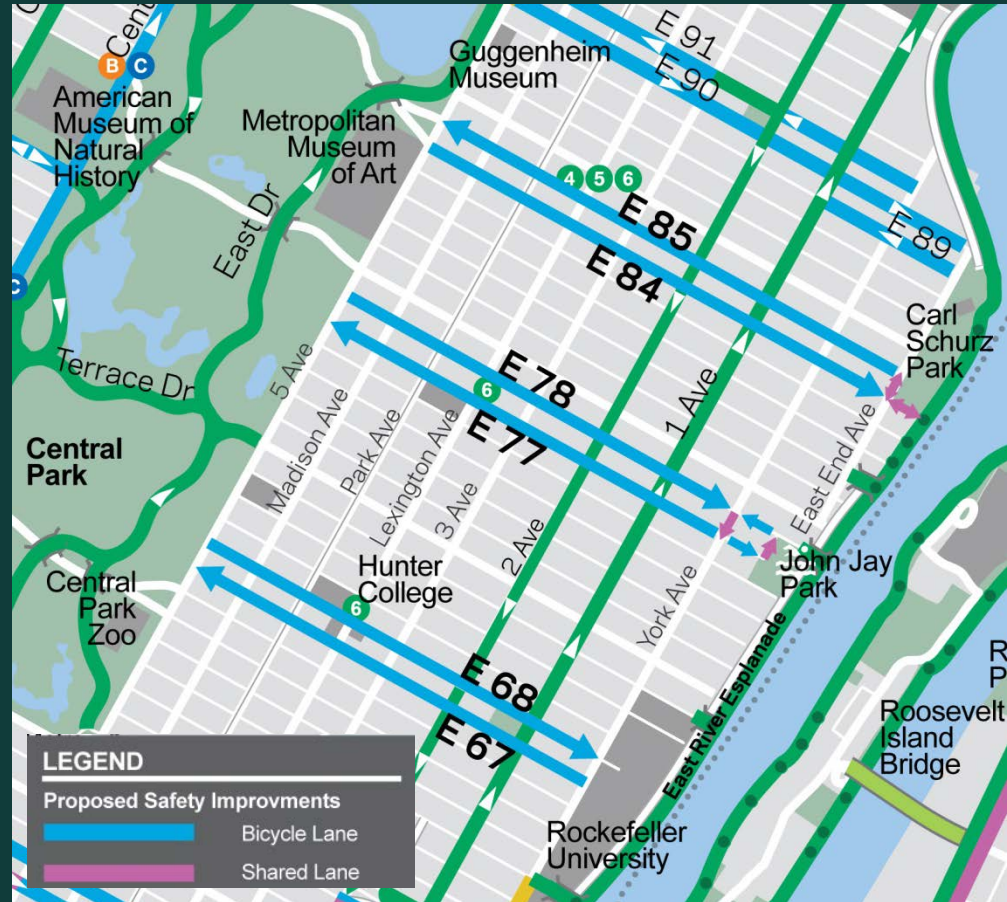 Cent
B
C
American
Museum of
Natural
History
C
Guggenheim
Museum
Metropolitan
Museum
of Art
E 91
E 90
E 89
4
5
6
E 85
E 84
East Dr
Terrace Dr
5 Ave
Madison Ave
Park Ave
Lexington Ave
3 Ave
2 Ave
1 Ave
York Ave
East End Ave
Carl
Schurz
Park
E 78
6
E 77
Central
Park
John Jay
Park
Central
Park
Zoo
Hunter
College
6
E 68
E 67
East River Esplanade
Roosevelt
Island
Bridge
R
P
Rockefeller
University
LEGEND
Proposed Safety Improvments
Bicycle Lane
Shared Lane